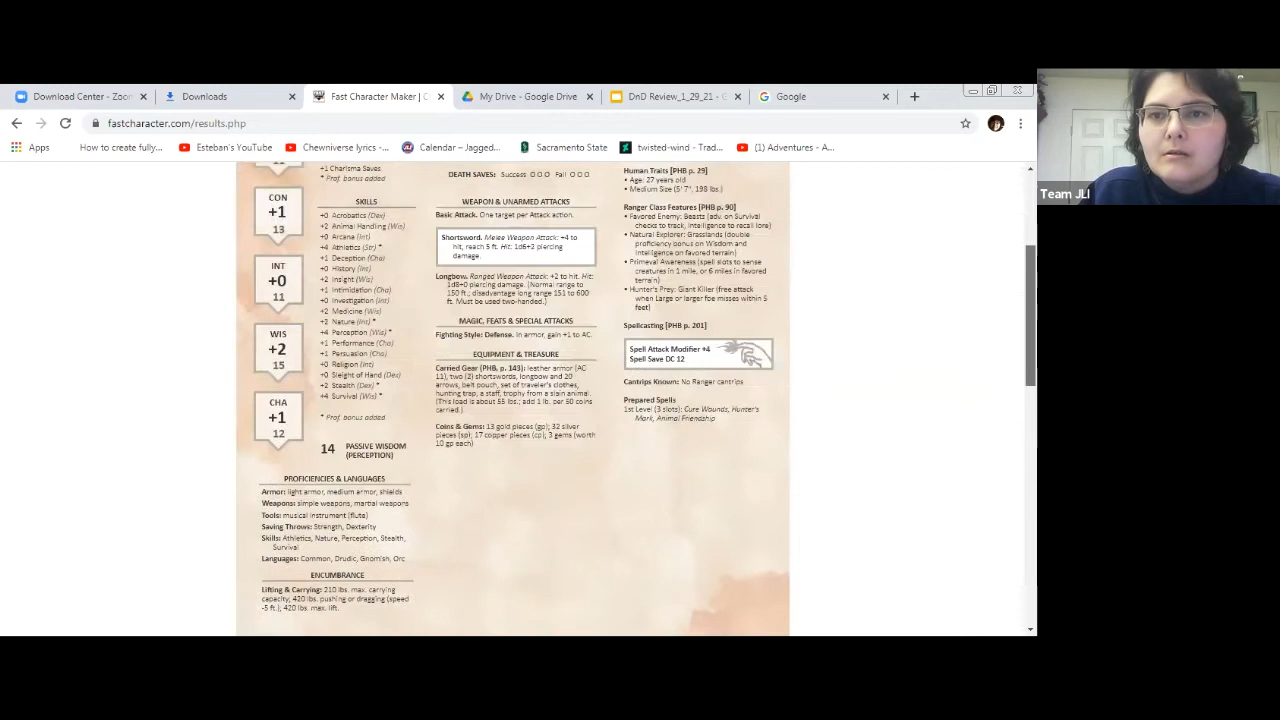 Download Center - Zoor
Downloads
Fast Character Maker | C
My Drive - Google Drive
DnD Review_1_29_21 - G
Google
fastcharacter.com/results.php
Apps
How to create fully...
Esteban's YouTube
Chewniverse lyrics -...
Calendar – Jagged...
Sacramento State
twisted-wind - Trad...
(1) Adventures - A...
Team JLI
+1 Charisma Saves
* Prof. bonus added
CON
+1
13
INT
+0
11
WIS
+2
15
CHA
+1
12
SKILLS
+0 Acrobatics (Dex)
+2 Animal Handling (Wis)
+0 Arcana (Int)
+4 Athletics (Str) *
+1 Deception (Cha)
+0 History (Int)
+2 Insight (Wis)
+1 Intimidation (Cha)
+0 Investigation (Int)
+2 Medicine (Wis)
+2 Nature (Int) *
+4 Perception (Wis) *
+1 Performance (Cha)
+1 Persuasion (Cha)
+0 Religion (Int)
+0 Sleight of Hand (Dex)
+2 Stealth (Dex) *
+4 Survival (Wis) *
* Prof. bonus added
14 PASSIVE WISDOM
(PERCEPTION)
PROFICIENCIES & LANGUAGES
Armor: light armor, medium armor, shields
Weapons: simple weapons, martial weapons
Tools: musical instrument (flute)
Saving Throws: Strength, Dexterity
Skills: Athletics, Nature, Perception, Stealth,
Survival
Languages: Common, Drudic, Gnomish, Orc
ENCUMBRANCE
Lifting & Carrying: 210 lbs. max. carrying
capacity; 420 lbs. pushing or dragging (speed
-5 ft.); 420 lbs. max. lift.
DEATH SAVES: Success Fail
WEAPON & UNARMED ATTACKS
Basic Attack. One target per Attack action.
Shortsword. Melee Weapon Attack: +4 to
hit, reach 5 ft. Hit: 1d6+2 piercing
damage.
Longbow. Ranged Weapon Attack: +2 to hit. Hit:
1d8+0 piercing damage. (Normal range to
150 ft.; disadvantage long range 151 to 600
ft. Must be used two-handed.)
MAGIC, FEATS & SPECIAL ATTACKS
Fighting Style: Defense. In armor, gain +1 to AC.
EQUIPMENT & TREASURE
Carried Gear (PHB, p. 143): leather armor (AC
11), two (2) shortswords, longbow and 20
arrows, belt pouch, set of traveler's clothes,
hunting trap, a staff, trophy from a slain animal.
(This load is about 55 lbs.; add 1 lb. per 50 coins
carried.)
Coins & Gems: 13 gold pieces (gp); 32 silver
pieces (sp); 17 copper pieces (cp); 3 gems (worth
10 gp each)
Human Traits [PHB p. 29]
• Age: 27 years old
• Medium Size (5' 7", 198 lbs.)
Ranger Class Features [PHB p. 90]
• Favored Enemy: Beasts (adv. on Survival
checks to track, Intelligence to recall lore)
• Natural Explorer: Grasslands (double
proficiency bonus on Wisdom and
Intelligence on favored terrain)
• Primeval Awareness (spell slots to sense
creatures in 1 mile, or 6 miles in favored
terrain)
• Hunter's Prey: Giant Killer (free attack
when Large or larger foe misses within 5
feet)
Spellcasting [PHB p. 201]
Spell Attack Modifier +4
Spell Save DC 12
Cantrips Known: No Ranger cantrips
Prepared Spells
1st Level (3 slots): Cure Wounds, Hunter's
Mark, Animal Friendship